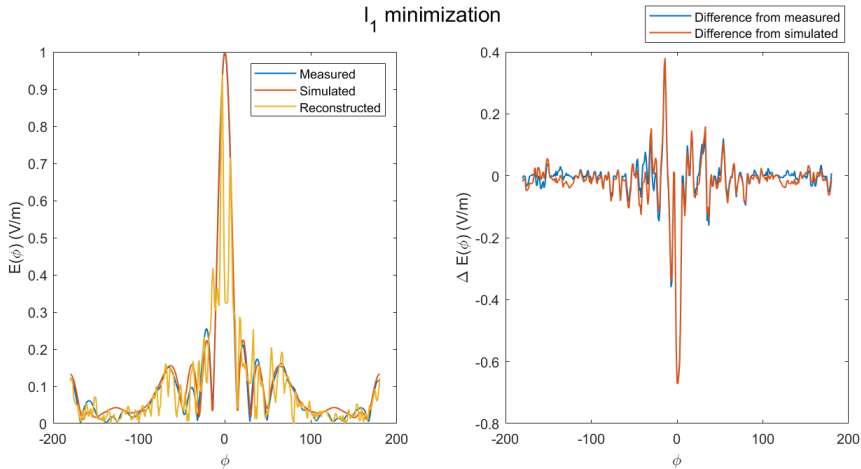 l₁ minimization
E(ϕ) (V/m)
1
0.9
0.8
0.7
0.6
0.5
0.4
0.3
0.2
0.1
0
-200
-100
0
100
200
ϕ
Measured
Simulated
Reconstructed
Difference from measured
Difference from simulated
Δ E(ϕ) (V/m)
0.4
0.2
0
-0.2
-0.4
-0.6
-0.8
-200
-100
0
100
200
ϕ